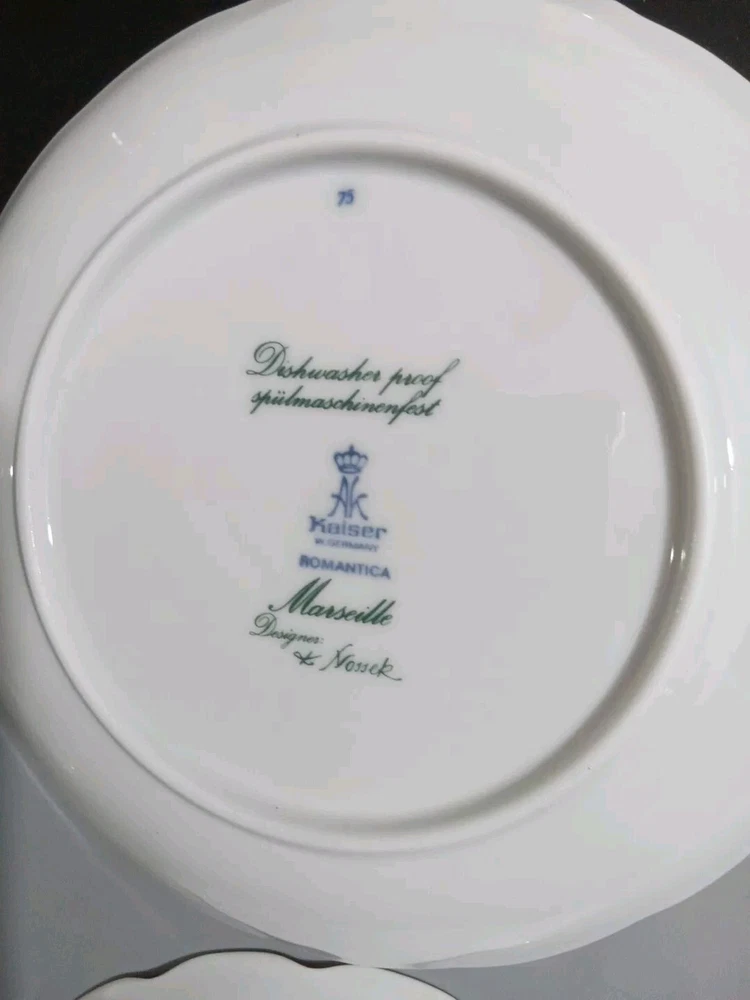 75
Dishwasher proof
spülmaschinenfest
AK
Kaiser
W. GERMANY
ROMANTICA
Marseille
Designer:
K Nossek